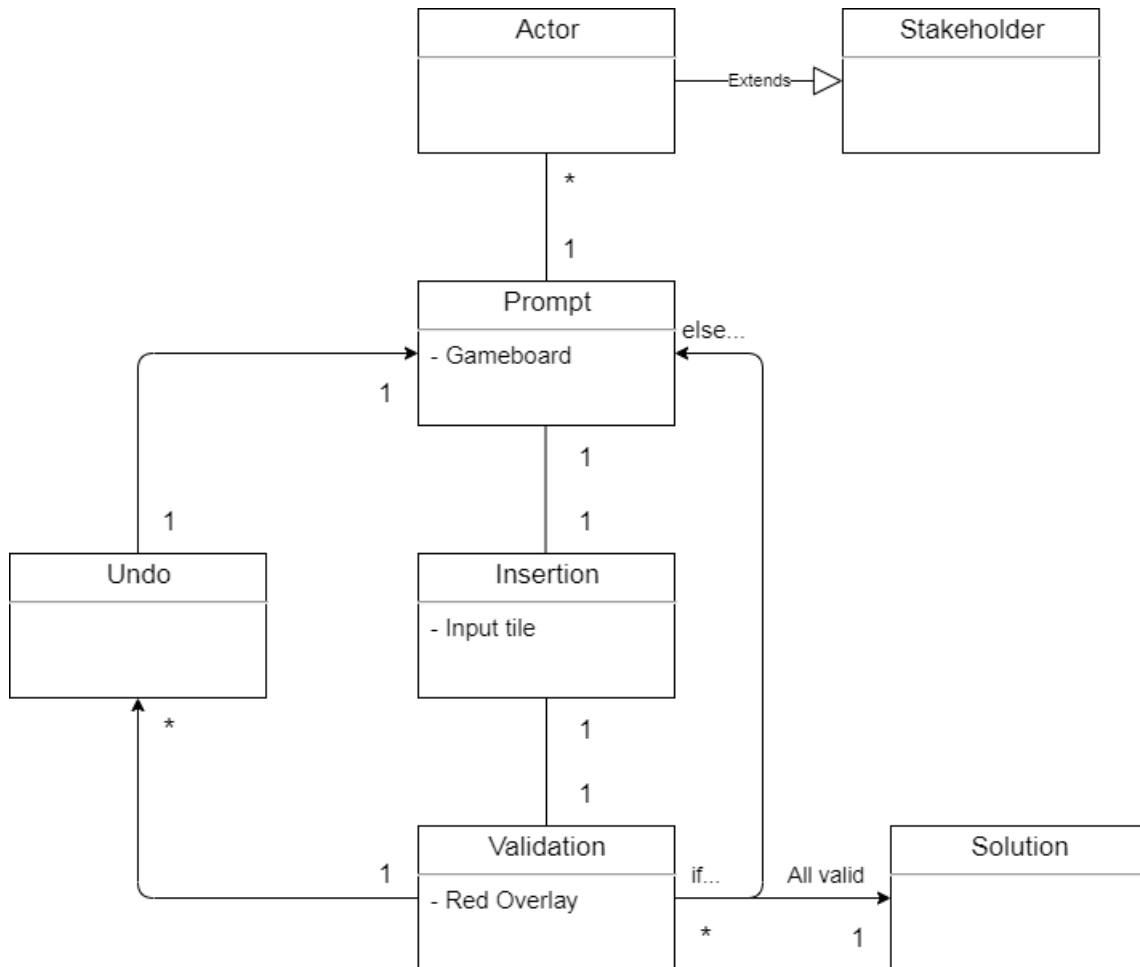 Actor
Stakeholder
Extends
*
1
Prompt
- Gameboard
else...
1
1
1
1
Undo
Insertion
- Input tile
*
1
1
Validation
- Red Overlay
1
if...
All valid
*
1
Solution